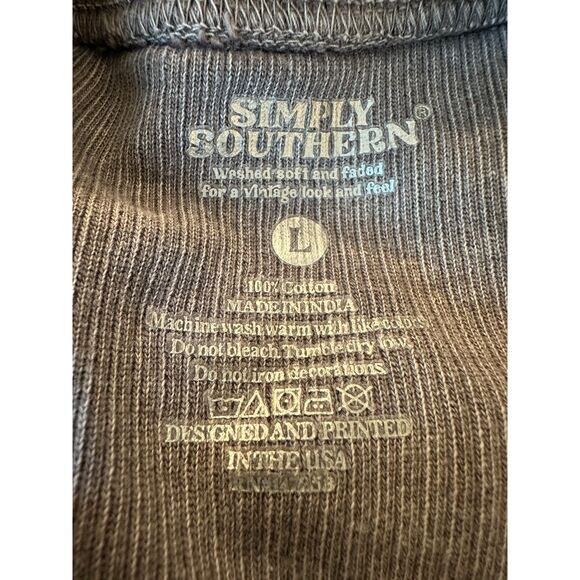 SIMPLY
SOUTHERN®
Washed soft and faded
for a vintage look and feel
L
100% Cotton
MADE IN INDIA
Machine wash warm with like colors.
Do not bleach. Tumble dry low.
Do not iron decorations.
DESIGNED AND PRINTED
IN THE USA